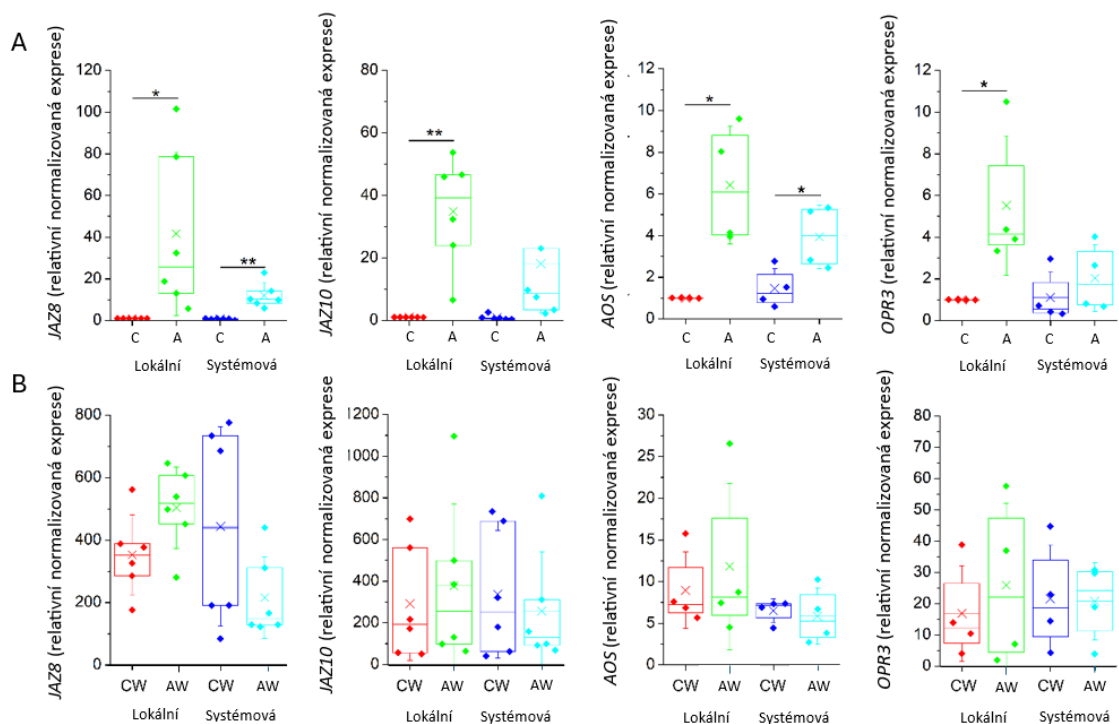 A
JAZ8 (relativní normalizovaná exprese)
120
100
80
60
40
20
0
*
**
C
A
C
A
Lokální
Systémová
JAZ10 (relativní normalizovaná exprese)
80
60
40
20
0
**
C
A
C
A
Lokální
Systémová
AOS (relativní normalizovaná exprese)
12
10
8
6
4
2
0
*
*
C
A
C
A
Lokální
Systémová
OPR3 (relativní normalizovaná exprese)
12
10
8
6
4
2
0
*
C
A
C
A
Lokální
Systémová
B
JAZ8 (relativní normalizovaná exprese)
800
600
400
200
0
CW
AW
CW
AW
Lokální
Systémová
JAZ10 (relativní normalizovaná exprese
1200
1000
800
600
400
200
0
CW
AW
CW
AW
Lokální
Systémová
AOS (relativní normalizovaná exprese)
30
25
20
15
10
5
0
CW
AW
CW
AW
Lokální
Systémová
OPR3 (relativní normalizovaná exprese)
80
70
60
50
40
30
20
10
0
CW
AW
CW
AW
Lokální
Systémová